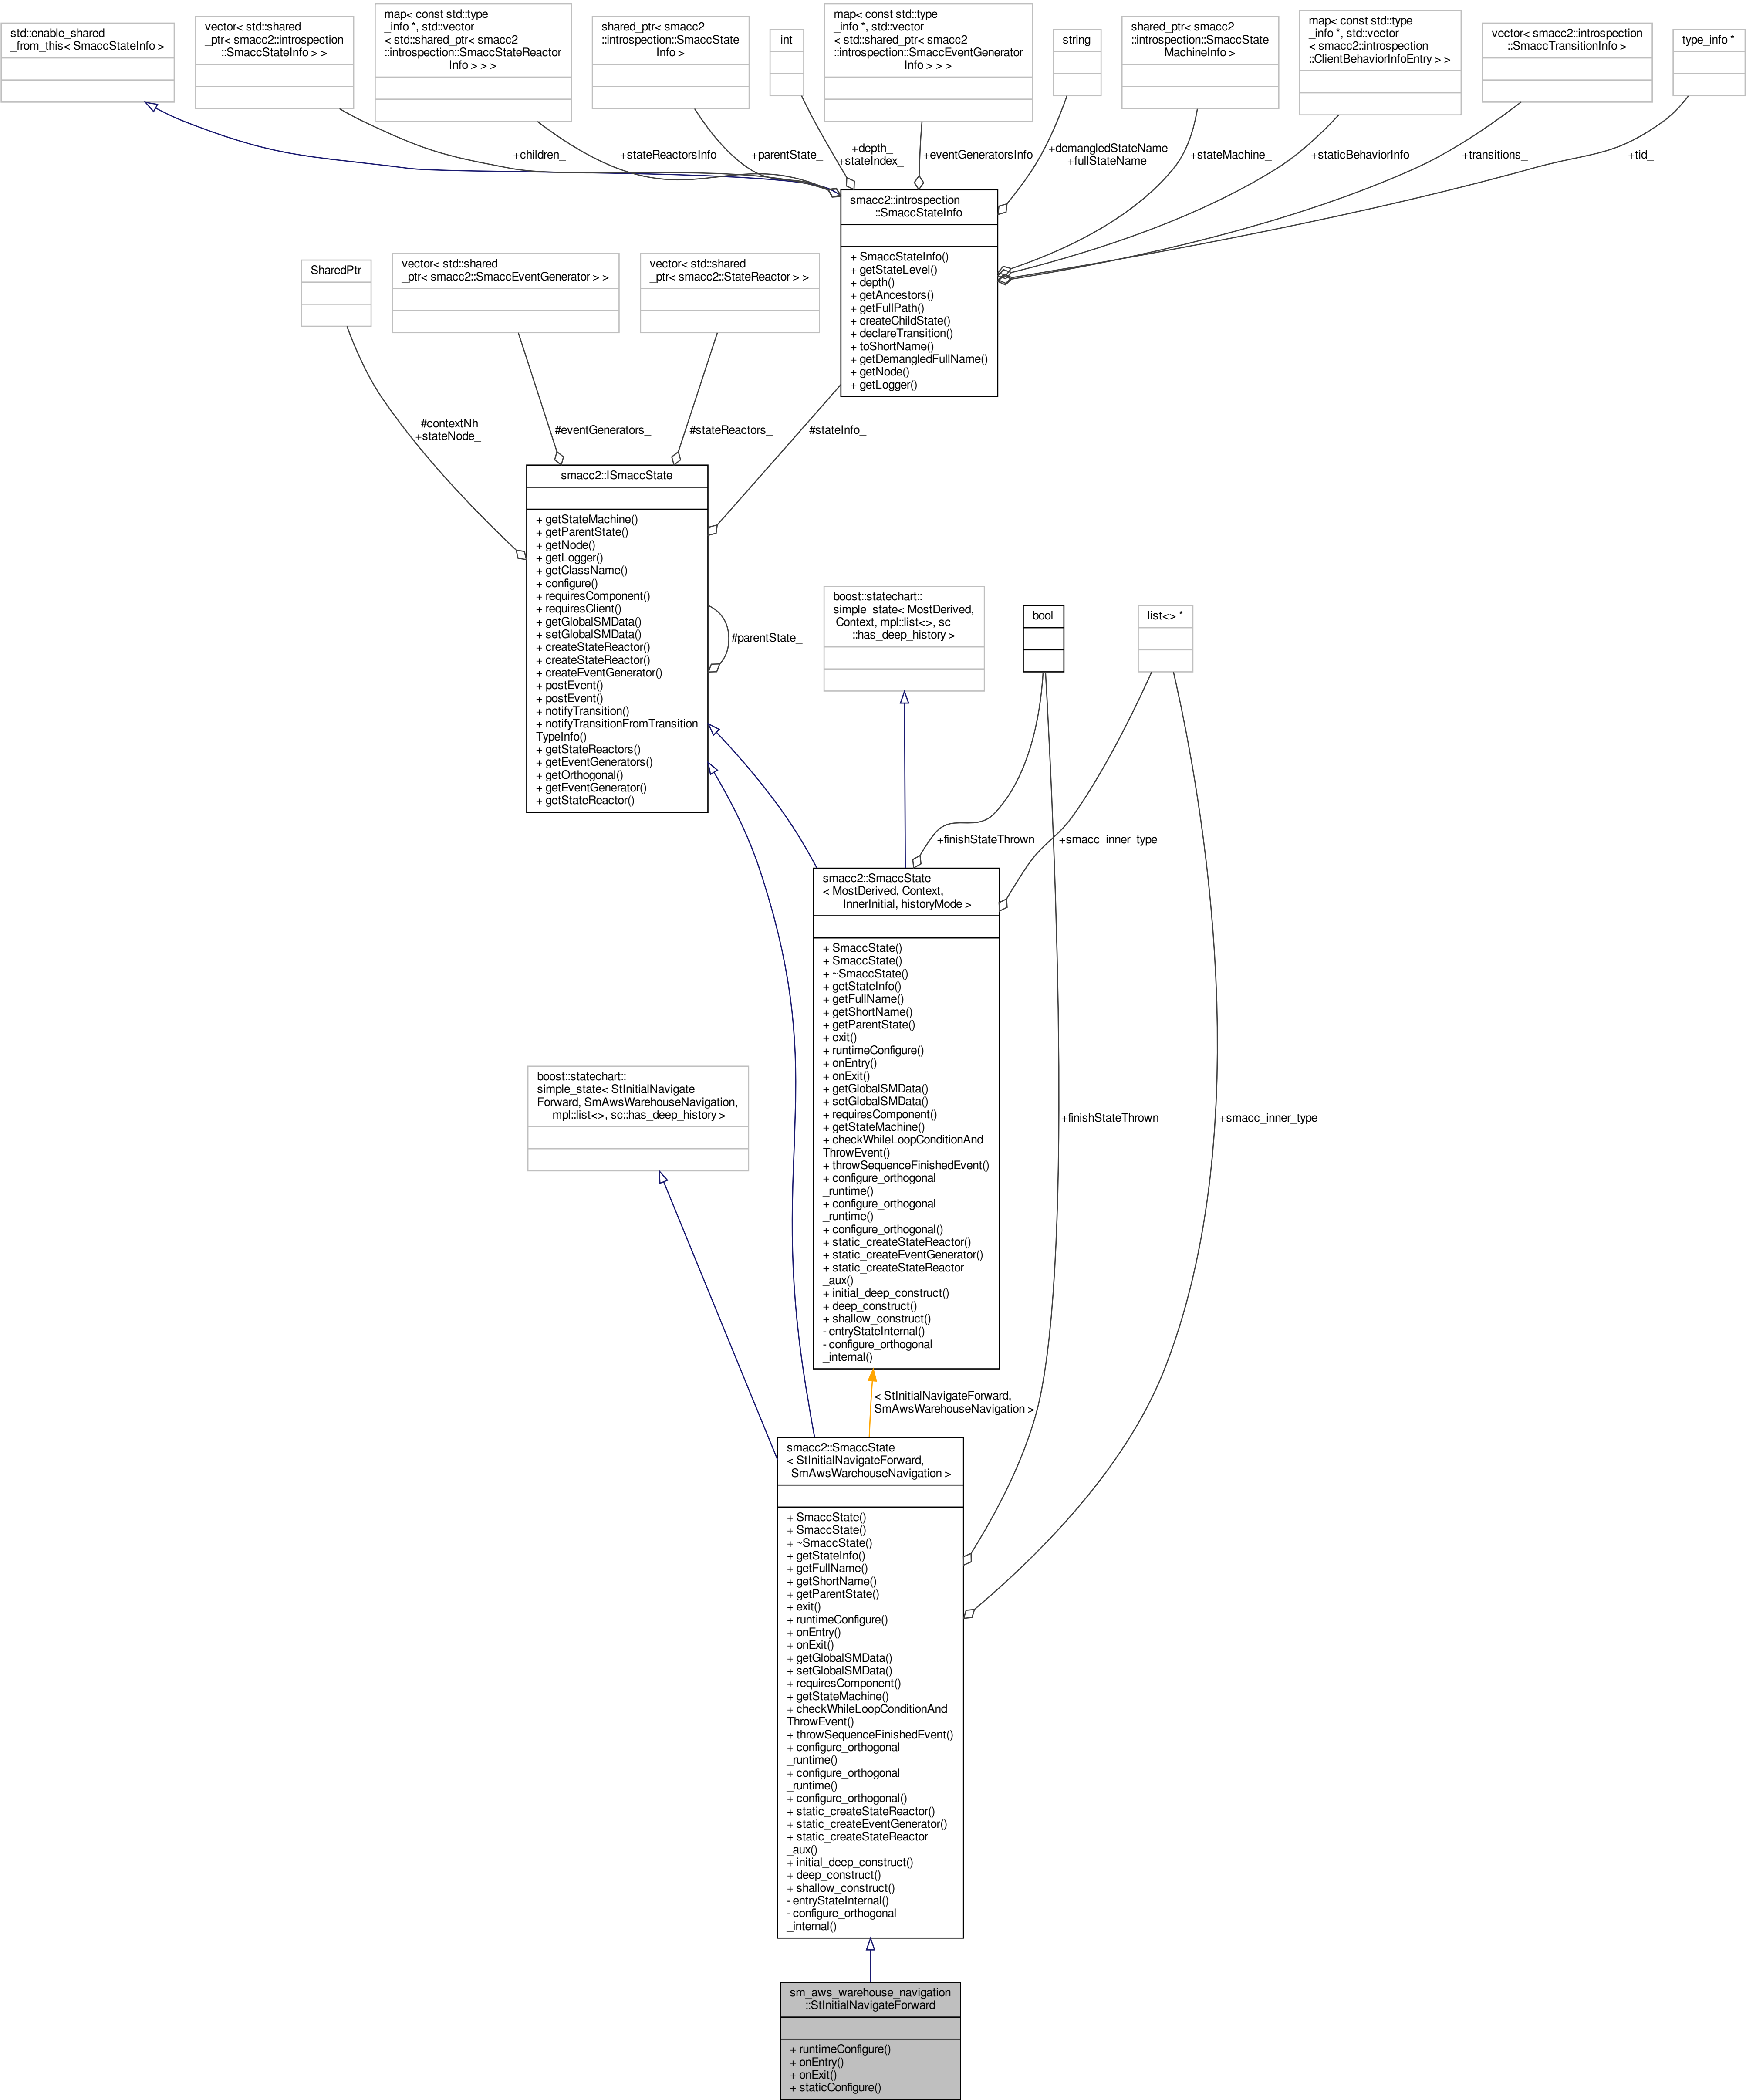 std::enable_shared
_from_this< SmaccStateInfo >
vector< std::shared
_ptr< smacc2::introspection
::SmaccStateInfo > >
map< const std::type
_info *, std::vector
< std::shared_ptr< smacc2
::introspection::SmaccStateReactor
Info > > >
shared_ptr< smacc2
::introspection::SmaccState
Info >
int
map< const std::type
_info *, std::vector
< std::shared_ptr< smacc2
::introspection::SmaccEventGenerator
Info > > >
string
shared_ptr< smacc2
::introspection::SmaccState
MachineInfo >
map< const std::type
_info *, std::vector
< smacc2::introspection
::ClientBehaviorInfoEntry > >
vector< smacc2::introspection
::SmaccTransitionInfo >
type_info *
+children_
+stateReactorsInfo
+parentState_
+depth_
+stateIndex_
+eventGeneratorsInfo
+demangledStateName
+fullStateName
+stateMachine_
+staticBehaviorInfo
+transitions_
+tid_
smacc2::introspection
::SmaccStateInfo
+ SmaccStateInfo()
+ getStateLevel()
+ depth()
+ getAncestors()
+ getFullPath()
+ createChildState()
+ declareTransition()
+ toShortName()
+ getDemangledFullName()
+ getNode()
+ getLogger()
SharedPtr
vector< std::shared
_ptr< smacc2::SmaccEventGenerator > >
vector< std::shared
_ptr< smacc2::StateReactor > >
#contextNh
+stateNode_
#eventGenerators_
#stateReactors_
#stateInfo_
smacc2::ISmaccState
+ getStateMachine()
+ getParentState()
+ getNode()
+ getLogger()
+ getClassName()
+ configure()
+ requiresComponent()
+ requiresClient()
+ getGlobalSMData()
+ setGlobalSMData()
+ createStateReactor()
+ createStateReactor()
+ createEventGenerator()
+ postEvent()
+ postEvent()
+ notifyTransition()
+ notifyTransitionFromTransition
TypeInfo()
+ getStateReactors()
+ getEventGenerators()
+ getOrthogonal()
+ getEventGenerator()
+ getStateReactor()
#parentState_
boost::statechart::
simple_state< MostDerived,
Context, mpl::list<>, sc
::has_deep_history >
bool
list<> *
+finishStateThrown
+smacc_inner_type
smacc2::SmaccState
< MostDerived, Context,
InnerInitial, historyMode >
+ SmaccState()
+ SmaccState()
+ ~SmaccState()
+ getStateInfo()
+ getFullName()
+ getShortName()
+ getParentState()
+ exit()
+ runtimeConfigure()
+ onEntry()
+ onExit()
+ getGlobalSMData()
+ setGlobalSMData()
+ requiresComponent()
+ getStateMachine()
+ checkWhileLoopConditionAnd
ThrowEvent()
+ throwSequenceFinishedEvent()
+ configure_orthogonal
_runtime()
+ configure_orthogonal
_runtime()
+ configure_orthogonal()
+ static_createStateReactor()
+ static_createEventGenerator()
+ static_createStateReactor
_aux()
+ initial_deep_construct()
+ deep_construct()
+ shallow_construct()
- entryStateInternal()
- configure_orthogonal
_internal()
boost::statechart::
simple_state< StInitialNavigate
Forward, SmAwsWarehouseNavigation,
mpl::list<>, sc::has_deep_history >
+finishStateThrown
+smacc_inner_type
< StInitialNavigateForward,
SmAwsWarehouseNavigation >
smacc2::SmaccState
< StInitialNavigateForward,
SmAwsWarehouseNavigation >
+ SmaccState()
+ SmaccState()
+ ~SmaccState()
+ getStateInfo()
+ getFullName()
+ getShortName()
+ getParentState()
+ exit()
+ runtimeConfigure()
+ onEntry()
+ onExit()
+ getGlobalSMData()
+ setGlobalSMData()
+ requiresComponent()
+ getStateMachine()
+ checkWhileLoopConditionAnd
ThrowEvent()
+ throwSequenceFinishedEvent()
+ configure_orthogonal
_runtime()
+ configure_orthogonal
_runtime()
+ configure_orthogonal()
+ static_createStateReactor()
+ static_createEventGenerator()
+ static_createStateReactor
_aux()
+ initial_deep_construct()
+ deep_construct()
+ shallow_construct()
- entryStateInternal()
- configure_orthogonal
_internal()
sm_aws_warehouse_navigation
::StInitialNavigateForward
+ runtimeConfigure()
+ onEntry()
+ onExit()
+ staticConfigure()